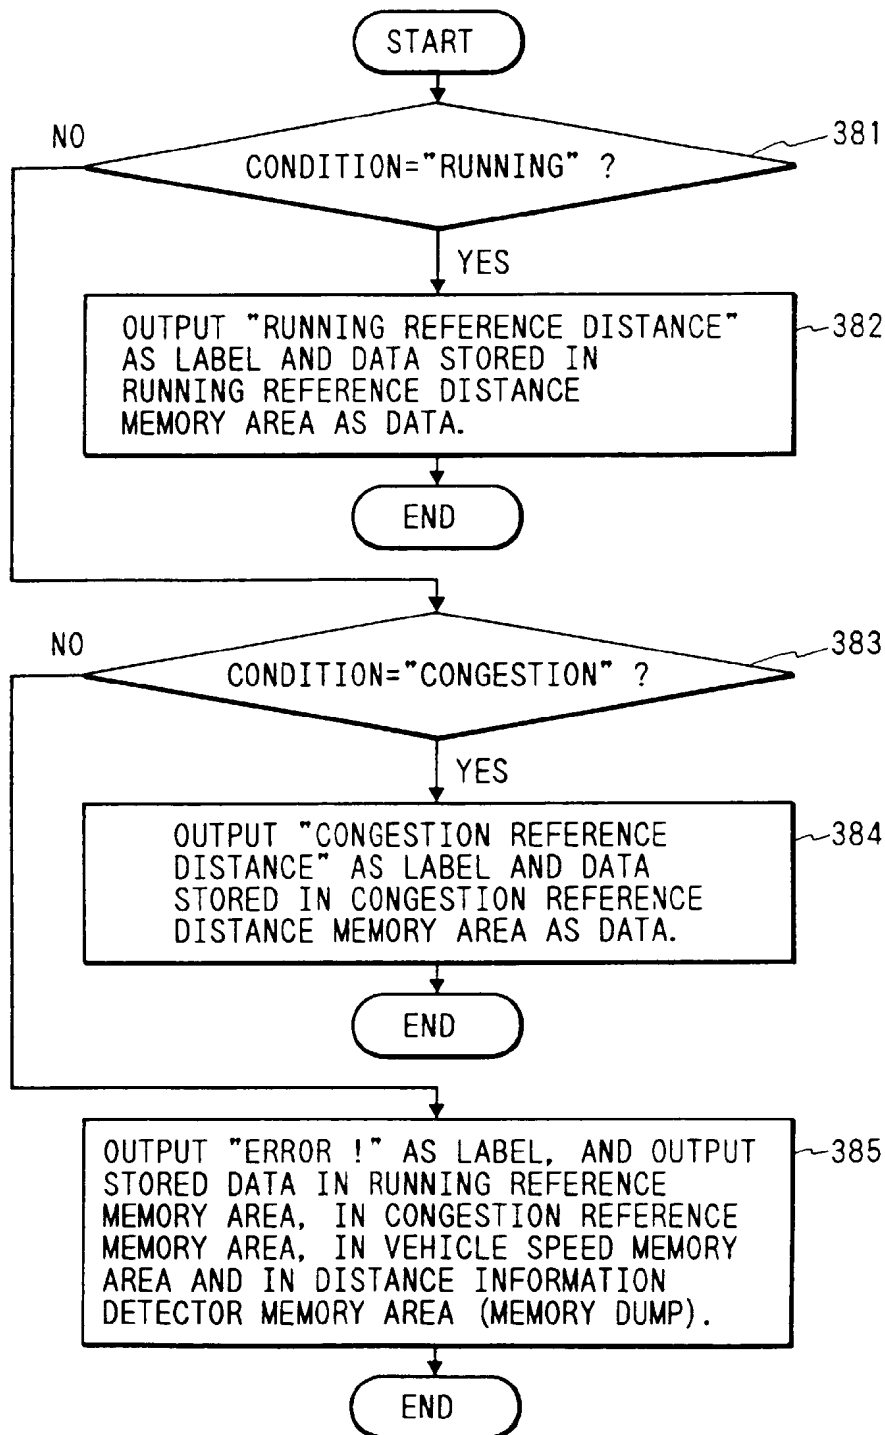 START
NO
CONDITION="RUNNING" ?
381
YES
OUTPUT "RUNNING REFERENCE DISTANCE"
AS LABEL AND DATA STORED IN
RUNNING REFERENCE DISTANCE
MEMORY AREA AS DATA.
382
END
NO
CONDITION="CONGESTION" ?
383
YES
OUTPUT "CONGESTION REFERENCE
DISTANCE" AS LABEL AND DATA
STORED IN CONGESTION REFERENCE
DISTANCE MEMORY AREA AS DATA.
384
END
OUTPUT "ERROR !" AS LABEL, AND OUTPUT
STORED DATA IN RUNNING REFERENCE
MEMORY AREA, IN CONGESTION REFERENCE
MEMORY AREA, IN VEHICLE SPEED MEMORY
AREA AND IN DISTANCE INFORMATION
DETECTOR MEMORY AREA (MEMORY DUMP).
385
END